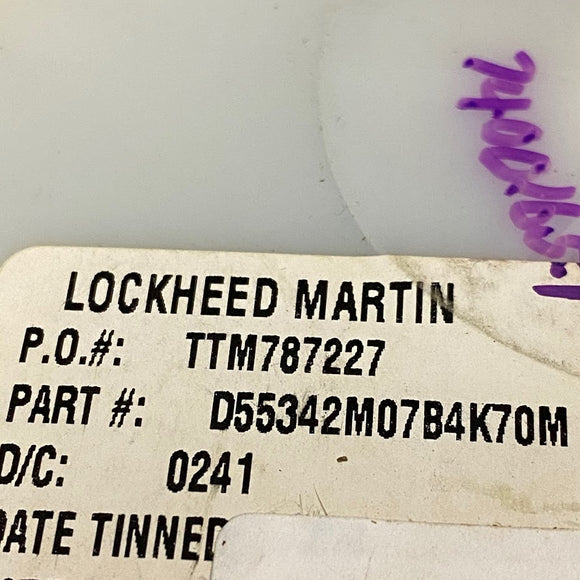 LOCKHEED MARTIN
P.O.#: TTM787227
PART #: D55342M07B4K70M
D/C: 0241
DATE TINNED